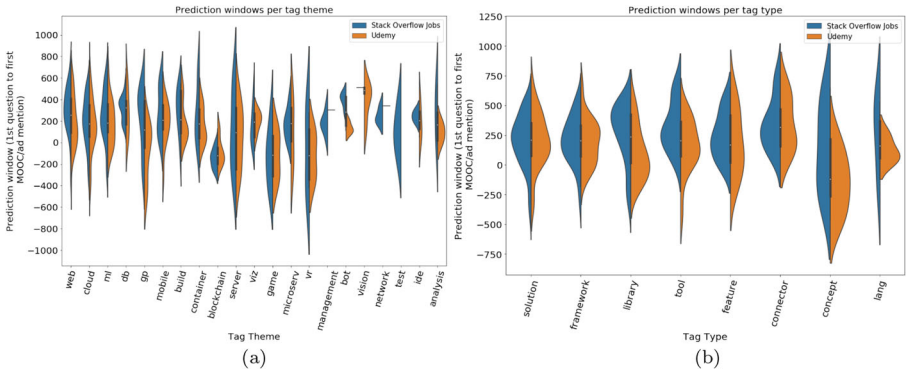 Prediction windows per tag theme
Stack Overflow Jobs
Udemy
1000
800
600
400
200
0
−200
−400
−600
−800
−1000
Prediction window (1st question to first
MOOC/ad mention)
web
cloud
ml
db
gp
mobile
build
container
blockchain
server
viz
game
microserv
vr
management
bot
vision
network
test
ide
analysis
Tag Theme
(a)
Prediction windows per tag type
Stack Overflow Jobs
Udemy
1250
1000
750
500
250
0
−250
−500
−750
Prediction window (1st question to first
MOOC/ad mention)
solution
framework
library
tool
feature
connector
concept
lang
Tag Type
(b)